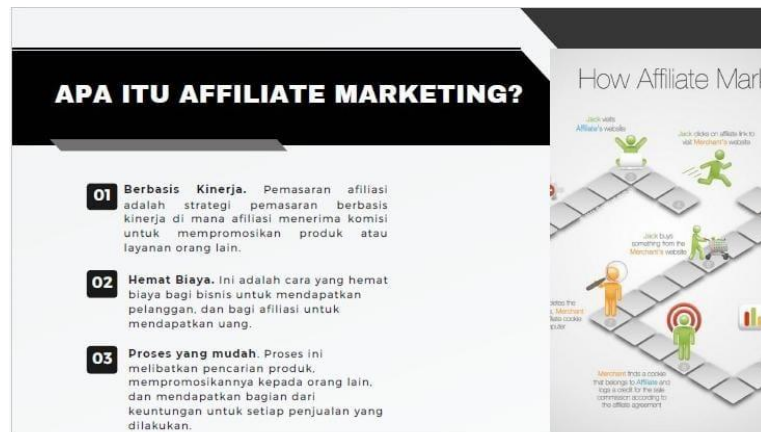 APA ITU AFFILIATE MARKETING?
01
Berbasis Kinerja. Pemasaran afiliasi
adalah strategi pemasaran berbasis
kinerja di mana afiliasi menerima komisi
untuk mempromosikan produk atau
layanan orang lain.
02
Hemat Biaya. Ini adalah cara yang hemat
biaya bagi bisnis untuk mendapatkan
pelanggan, dan bagi afiliasi untuk
mendapatkan uang.
03
Proses yang mudah. Proses ini
melibatkan pencarian produk,
mempromosikannya kepada orang lain,
dan mendapatkan bagian dari
keuntungan untuk setiap penjualan yang
dilakukan.
How Affiliate Mar
Jack visits
Affiliate's website
Jack clicks on affiliate link to
visit Merchant's website
Jack buys
something from the
Merchant's website
Merchant finds a cookie
that belongs to Affiliate and
logs a credit for the sale
commission according to
the affiliate agreement